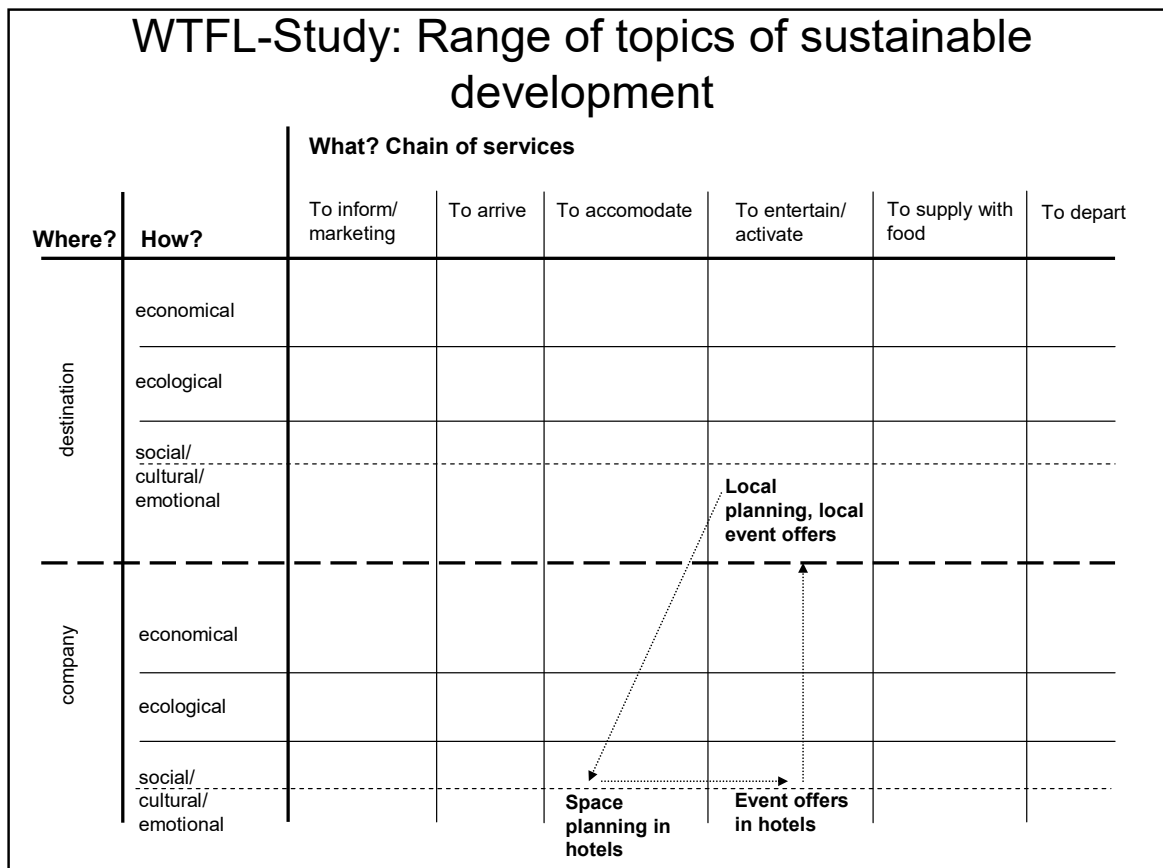 WTFL-Study: Range of topics of sustainable
development
What? Chain of services
Where?
How?
To inform/
marketing
To arrive
To accomodate
To entertain/
activate
To supply with
food
To depart
destination
economical
ecological
social/
cultural/
emotional
Local
planning, local
event offers
company
economical
ecological
social/
cultural/
emotional
Space
planning in
hotels
Event offers
in hotels